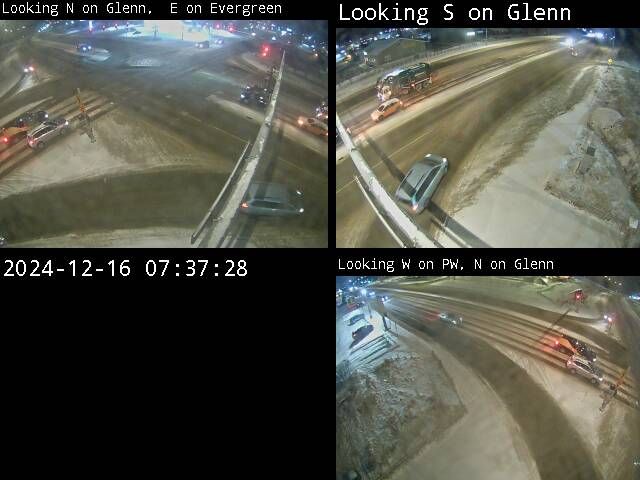 Looking N on Glenn,  E on Evergreen
Looking S on Glenn
2024-12-16 07:37:28
Looking W on PW, N on Glenn